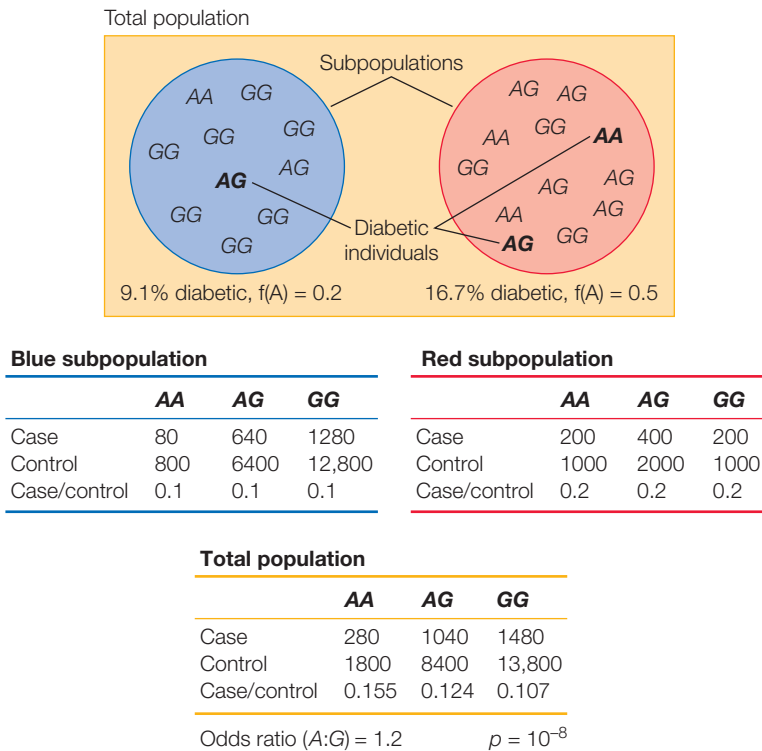 Total population
Subpopulations
AA GG
GG
GG
GG
AG
AG
GG
GG
GG
AG AG
AA GG AA
GG
AG AG
AA AG
AG GG
Diabetic
individuals
9.1% diabetic, f(A) = 0.2
16.7% diabetic, f(A) = 0.5
Blue subpopulation
AA AG GG
Case 80 640 1280
Control 800 6400 12,800
Case/control 0.1 0.1 0.1
Red subpopulation
AA AG GG
Case 200 400 200
Control 1000 2000 1000
Case/control 0.2 0.2 0.2
Total population
AA AG GG
Case 280 1040 1480
Control 1800 8400 13,800
Case/control 0.155 0.124 0.107
Odds ratio (A:G) = 1.2 p = 10⁻⁸